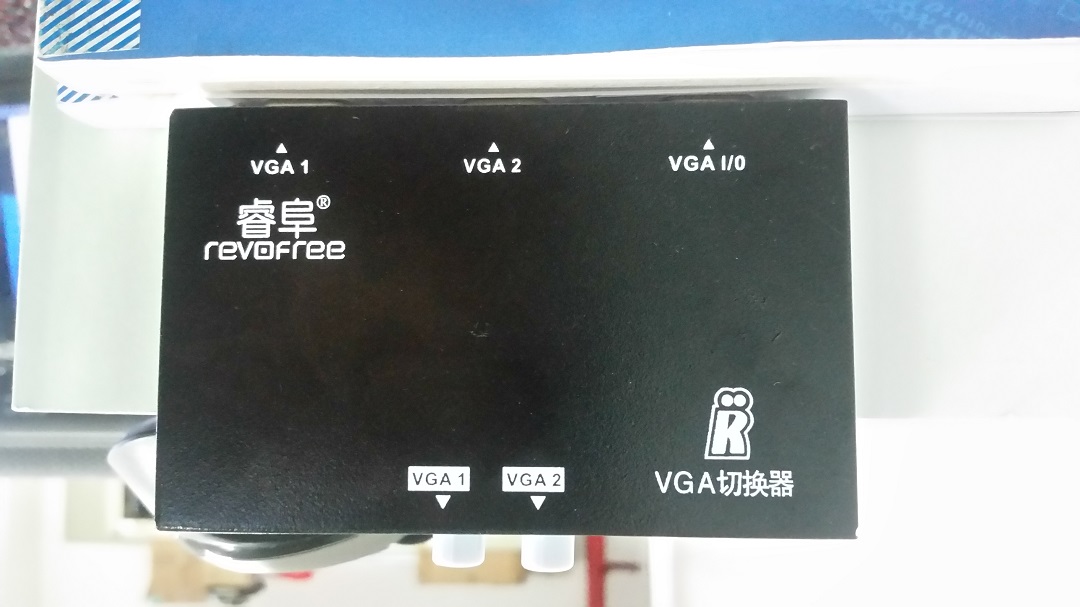 VGA 1 VGA 2 VGA I/0
睿阜®
revofree
R
VGA 1 VGA 2
VGA切换器